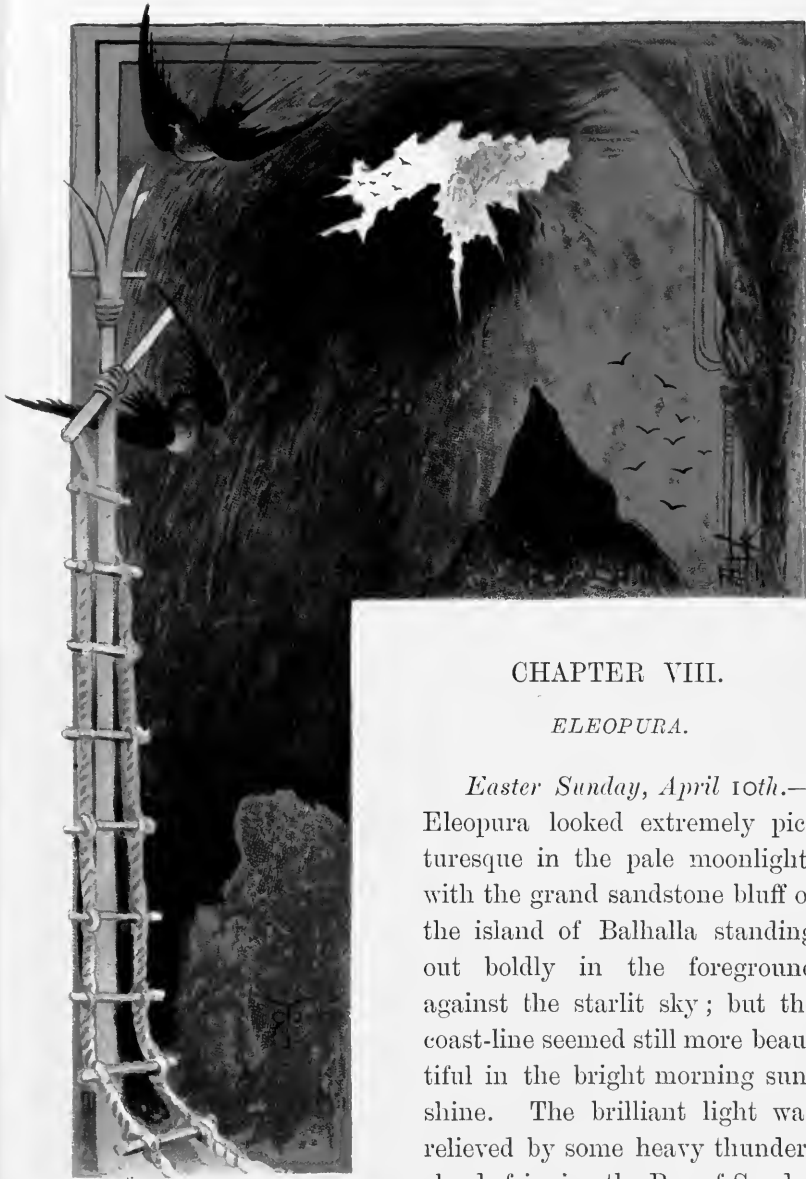 CHAPTER VIII.
ELEOPURA.
Easter Sunday, April 10th.—
Eleopura looked extremely pic
turesque in the pale moonlight
with the grand sandstone bluff o
the island of Balhalla standing
out boldly in the foreground
against the starlit sky; but th
coast-line seemed still more beau
tiful in the bright morning sun
shine. The brilliant light wa
relieved by some heavy thunder
the Bay of